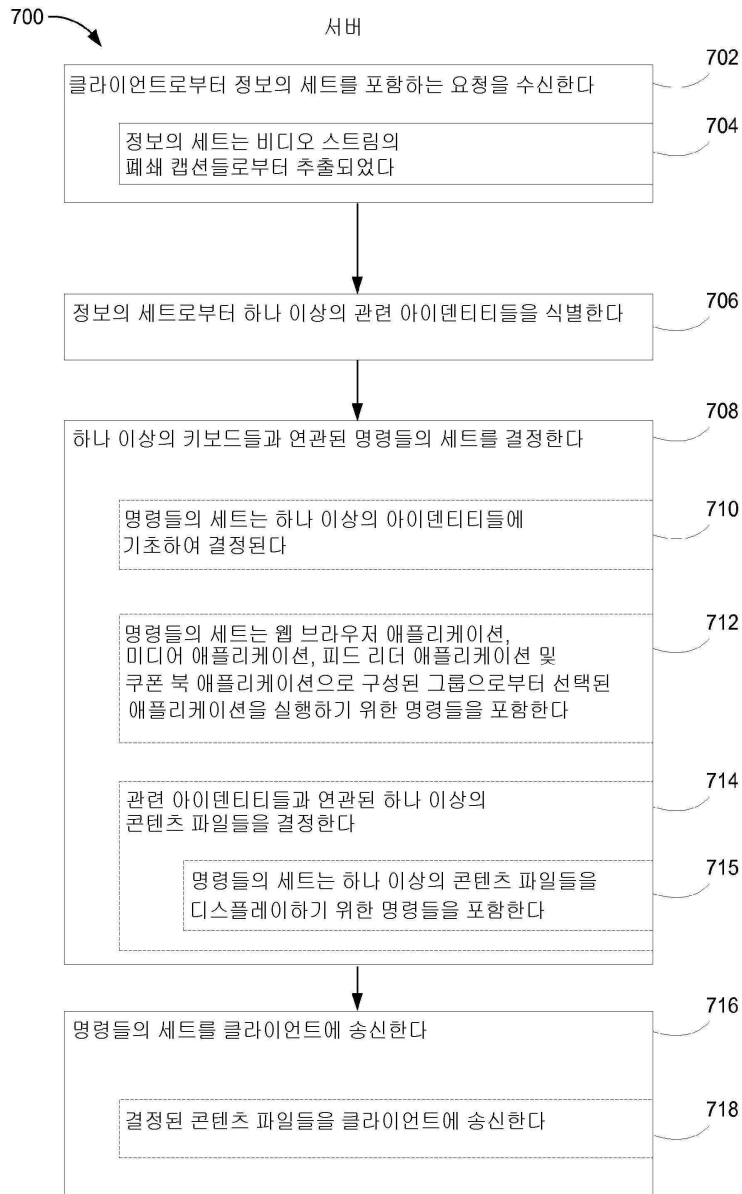 700
서버
702
클라이언트로부터 정보의 세트를 포함하는 요청을 수신한다
704
정보의 세트는 비디오 스트림의
폐쇄 캡션들로부터 추출되었다
706
정보의 세트로부터 하나 이상의 관련 아이덴티티들을 식별한다
708
하나 이상의 키보드들과 연관된 명령들의 세트를 결정한다
710
명령들의 세트는 하나 이상의 아이덴티티들에
기초하여 결정된다
712
명령들의 세트는 웹 브라우저 애플리케이션,
미디어 애플리케이션, 피드 리더 애플리케이션 및
쿠폰 북 애플리케이션으로 구성된 그룹으로부터 선택된
애플리케이션을 실행하기 위한 명령들을 포함한다
714
관련 아이덴티티들과 연관된 하나 이상의
콘텐츠 파일들을 결정한다
715
명령들의 세트는 하나 이상의 콘텐츠 파일들을
디스플레이하기 위한 명령들을 포함한다
716
명령들의 세트를 클라이언트에 송신한다
718
결정된 콘텐츠 파일들을 클라이언트에 송신한다